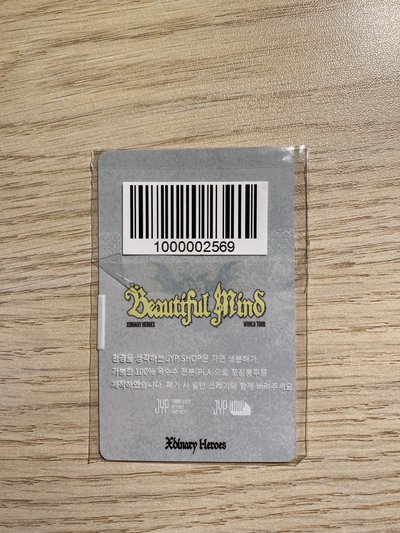 1000002569
Beautiful Mind
XDINARY HEROES WORLD TOUR
환경을 생각하는 JYP SHOP은 자연 생분해가
가능한 100% 옥수수 전분(PLA)으로 포장봉투를
제작하였습니다. 폐기 시 일반 쓰레기와 함께 버려주세요.
JYP JYP SHOP
Xdinary Heroes